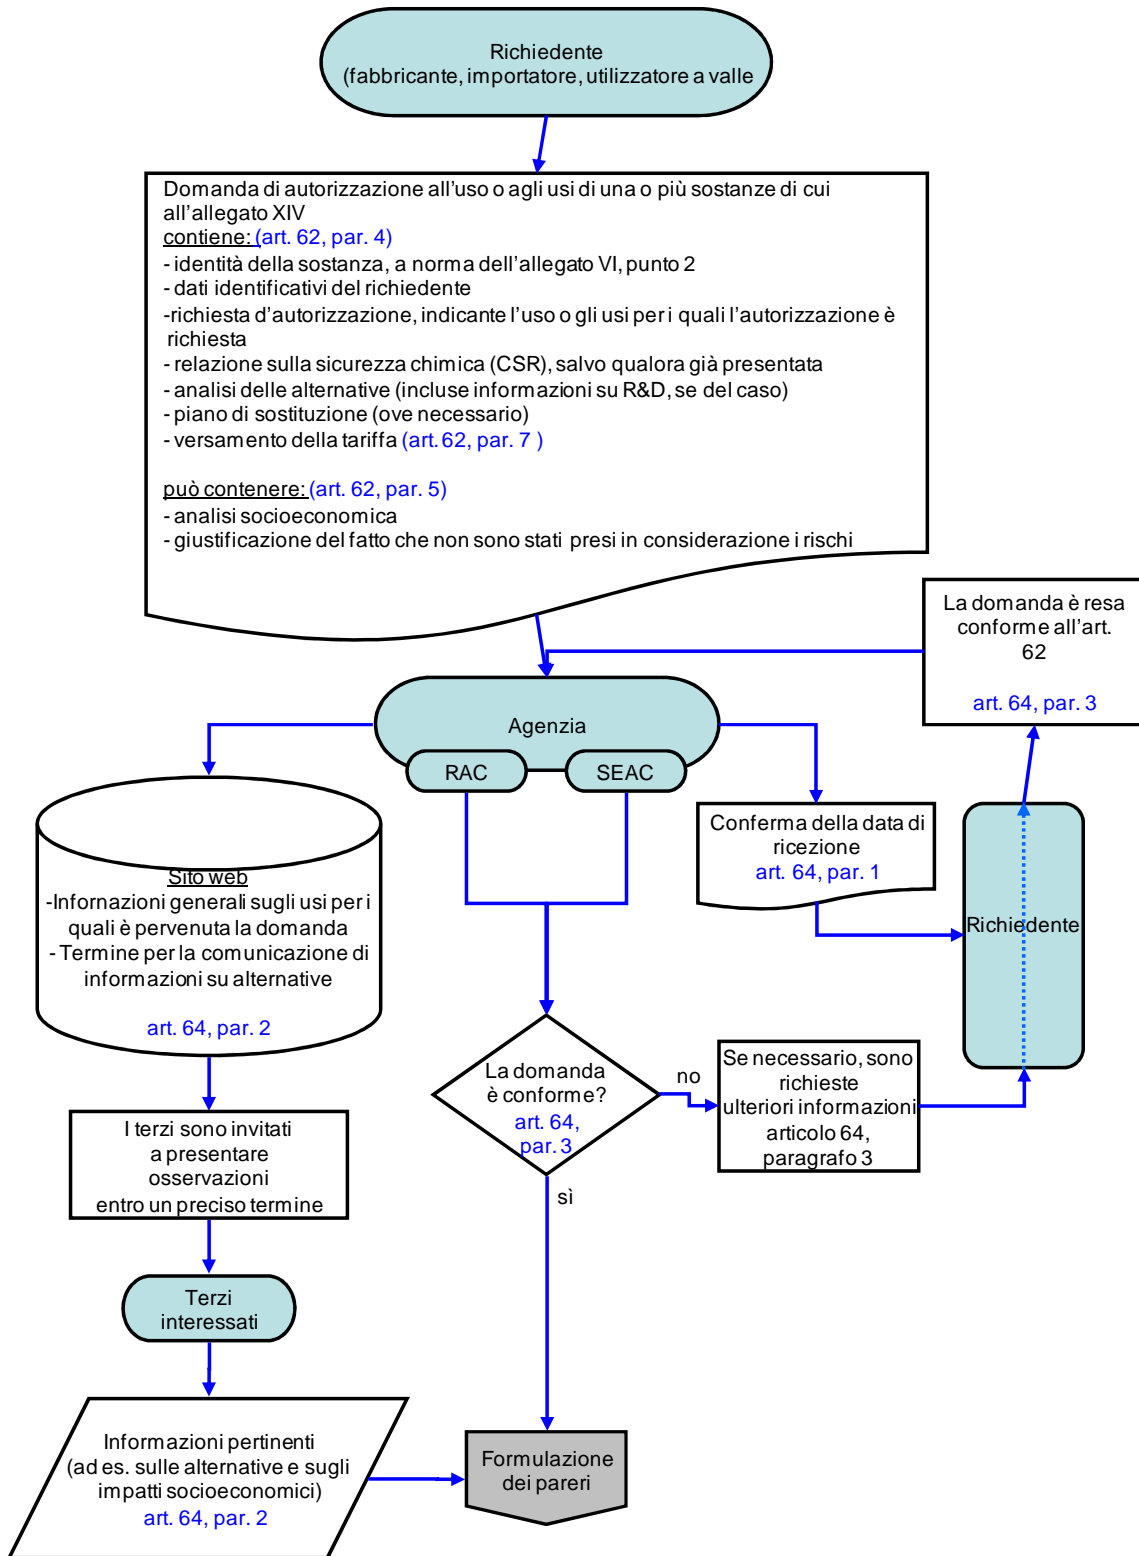 Richiedente
(fabbricante, importatore, utilizzatore a valle
Domanda di autorizzazione all'uso o agli usi di una o più sostanze di cui
all'allegato XIV
contiene: (art. 62, par. 4)
- identità della sostanza, a norma dell'allegato VI, punto 2
- dati identificativi del richiedente
-richiesta d'autorizzazione, indicante l'uso o gli usi per i quali l'autorizzazione è
richiesta
- relazione sulla sicurezza chimica (CSR), salvo qualora già presentata
- analisi delle alternative (incluse informazioni su R&D, se del caso)
- piano di sostituzione (ove necessario)
- versamento della tariffa (art. 62, par. 7 )
può contenere: (art. 62, par. 5)
- analisi socioeconomica
- giustificazione del fatto che non sono stati presi in considerazione i rischi
La domanda è resa
conforme all'art.
62
art. 64, par. 3
Agenzia
RAC
SEAC
Conferma della data di
ricezione
art. 64, par. 1
Richiedente
Sito web
-Infornazioni generali sugli usi per i
quali è pervenuta la domanda
- Termine per la comunicazione di
informazioni su alternative
art. 64, par. 2
La domanda
è conforme?
art. 64,
par. 3
no
sì
Se necessario, sono
richieste
ulteriori informazioni
articolo 64,
paragrafo 3
I terzi sono invitati
a presentare
osservazioni
entro un preciso termine
Terzi
interessati
Informazioni pertinenti
(ad es. sulle alternative e sugli
impatti socioeconomici)
art. 64, par. 2
Formulazione
dei pareri